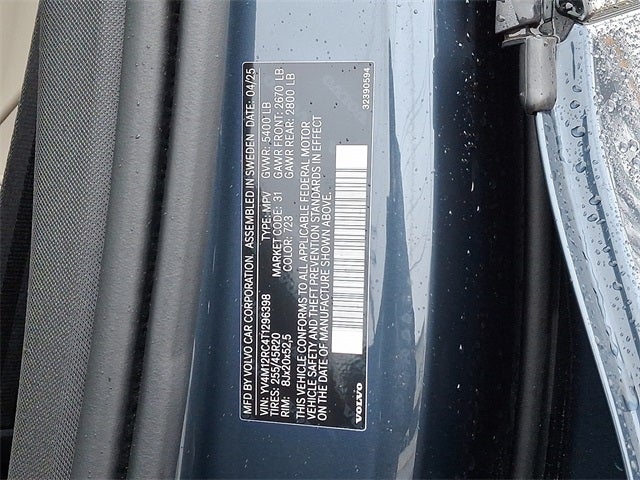 MFD BY VOLVO CAR CORPORATION. ASSEMBLED IN SWEDEN DATE: 04/25
VIN: YV4M12RC4T1296398 TYPE: MPV GVWR: 5400 LB
TIRES: 255/45R20 MARKET CODE: 31 GAWR FRONT: 2670 LB
RIM: 8Jx20x52,5 COLOR: 723 GAWR REAR: 2800 LB
THIS VEHICLE CONFORMS TO ALL APPLICABLE FEDERAL MOTOR
VEHICLE SAFETY AND THEFT PREVENTION STANDARDS IN EFFECT
ON THE DATE OF MANUFACTURE SHOWN ABOVE.
VOLVO
32390594